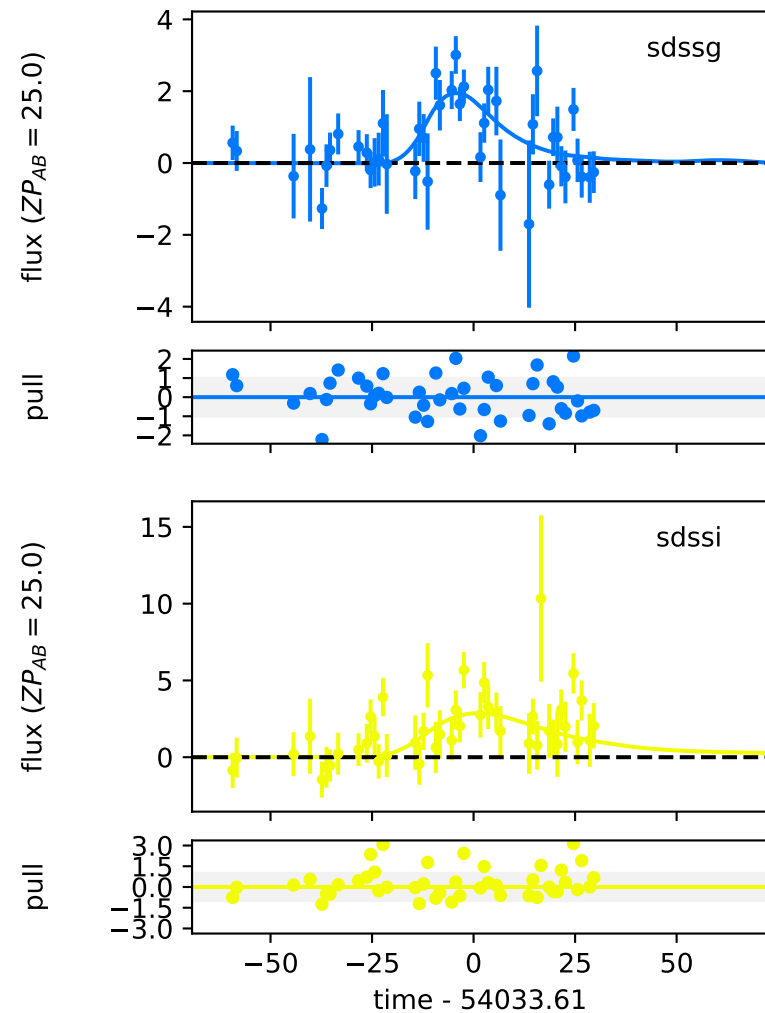 4
sdssg
2
0
−2
−4
flux (ZP_AB = 25.0)
2
1
0
−1
−2
pull
15
sdssi
10
5
0
flux (ZP_AB = 25.0)
3.0
1.5
0.0
−1.5
−3.0
pull
−50 −25 0 25 50
time - 54033.61